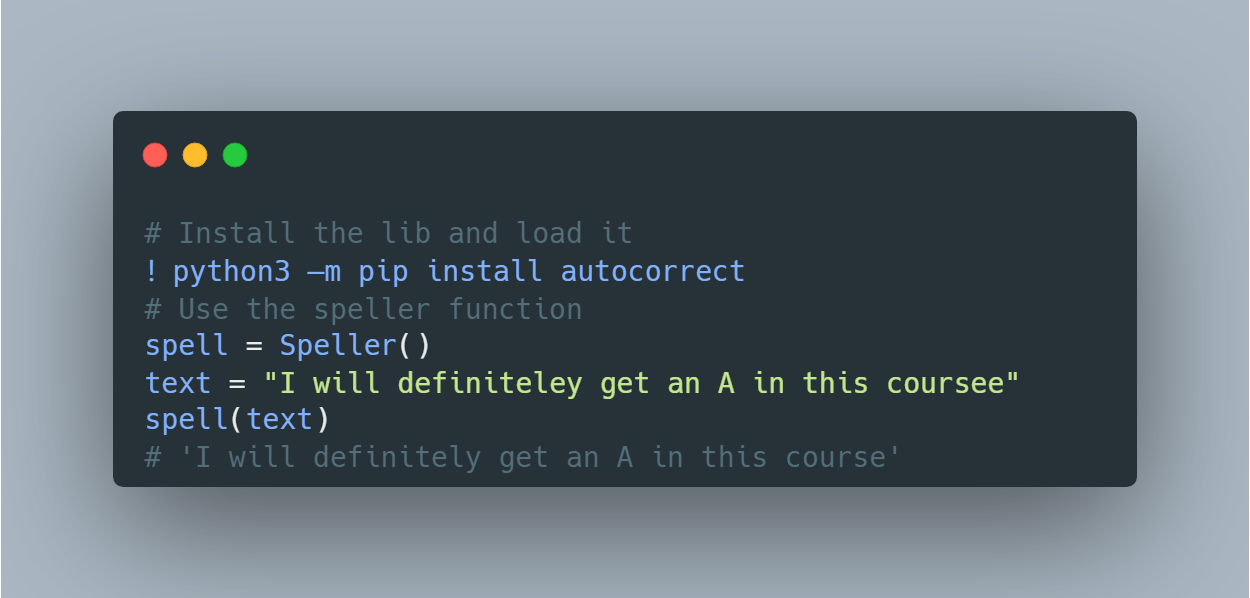 # Install the lib and load it
! python3 –m pip install autocorrect
# Use the speller function
spell = Speller()
text = "I will definiteley get an A in this coursee"
spell(text)
# 'I will definitely get an A in this course'